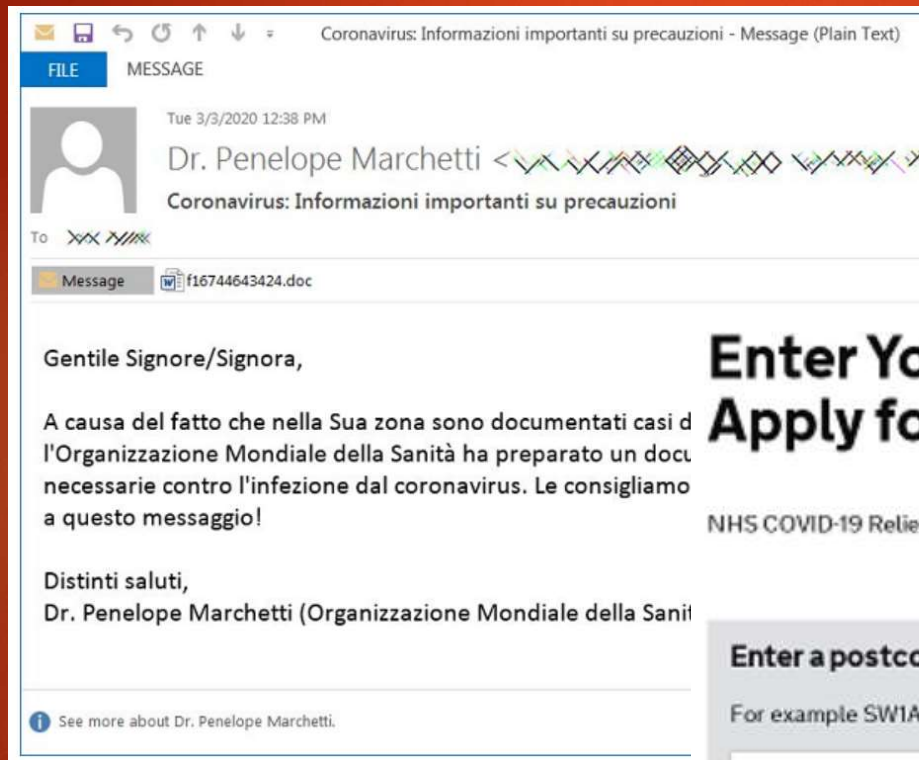 Coronavirus: Informazioni importanti su precauzioni - Message (Plain Text)
FILE MESSAGE
Tue 3/3/2020 12:38 PM
Dr. Penelope Marchetti <
Coronavirus: Informazioni importanti su precauzioni
To
Message f16744643424.doc
Gentile Signore/Signora,
A causa del fatto che nella Sua zona sono documentati casi d
l'Organizzazione Mondiale della Sanità ha preparato un docu
necessarie contro l'infezione dal coronavirus. Le consigliamo
a questo messaggio!
Distinti saluti,
Dr. Penelope Marchetti (Organizzazione Mondiale della Sanit
See more about Dr. Penelope Marchetti.
Enter Yo
Apply fo
NHS COVID-19 Relie
Enter a postco
For example SW1A